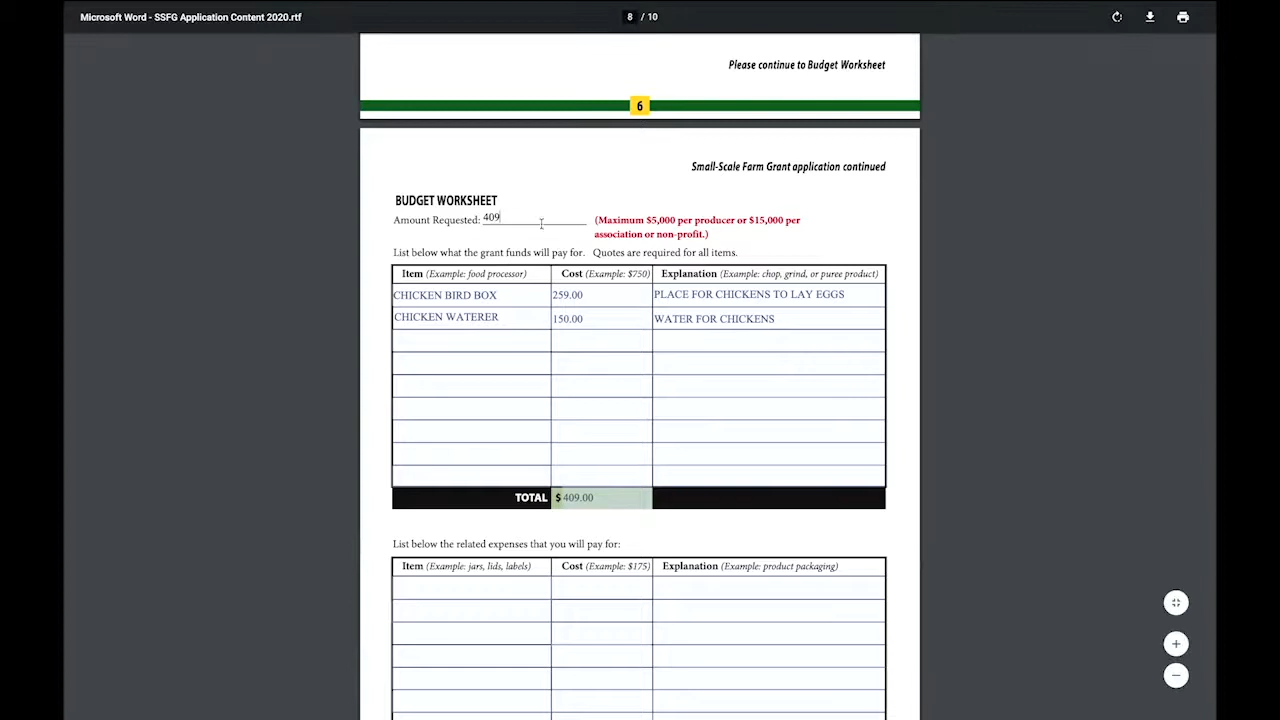 Microsoft Word - SSFG Application Content 2020.rtf
8 / 10
Please continue to Budget Worksheet
6
Small-Scale Farm Grant application continued
BUDGET WORKSHEET
Amount Requested: 409
(Maximum $5,000 per producer or $15,000 per
association or non-profit.)
List below what the grant funds will pay for. Quotes are required for all items.
Item (Example: food processor) Cost (Example: $750) Explanation (Example: chop, grind, or puree product)
CHICKEN BIRD BOX 259.00 PLACE FOR CHICKENS TO LAY EGGS
CHICKEN WATERER 150.00 WATER FOR CHICKENS
TOTAL $ 409.00
List below the related expenses that you will pay for:
Item (Example: jars, lids, labels) Cost (Example: $175) Explanation (Example: product packaging)